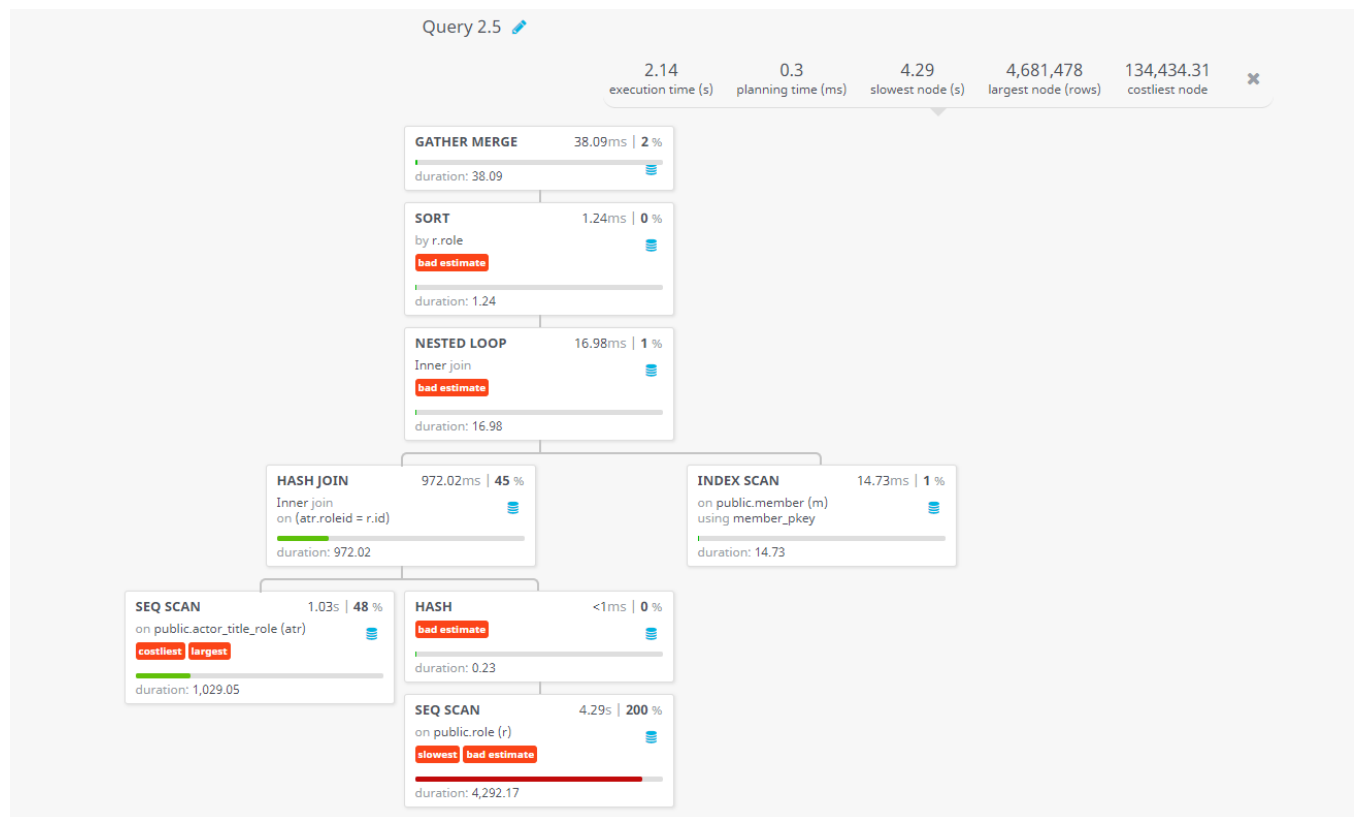 Query 2.5
2.14 0.3 4.29 4,681,478 134,434.31
execution time (s) planning time (ms) slowest node (s) largest node (rows) costliest node
GATHER MERGE 38.09ms | 2 %
duration: 38.09
SORT 1.24ms | 0 %
by r.role
bad estimate
duration: 1.24
NESTED LOOP 16.98ms | 1 %
Inner join
bad estimate
duration: 16.98
HASH JOIN 972.02ms | 45 %
Inner join
on (atr.roleid = r.id)
duration: 972.02
INDEX SCAN 14.73ms | 1 %
on public.member (m)
using member_pkey
duration: 14.73
SEQ SCAN 1.03s | 48 %
on public.actor_title_role (atr)
costliest largest
duration: 1,029.05
HASH <1ms | 0 %
bad estimate
duration: 0.23
SEQ SCAN 4.29s | 200 %
on public.role (r)
slowest bad estimate
duration: 4,292.17